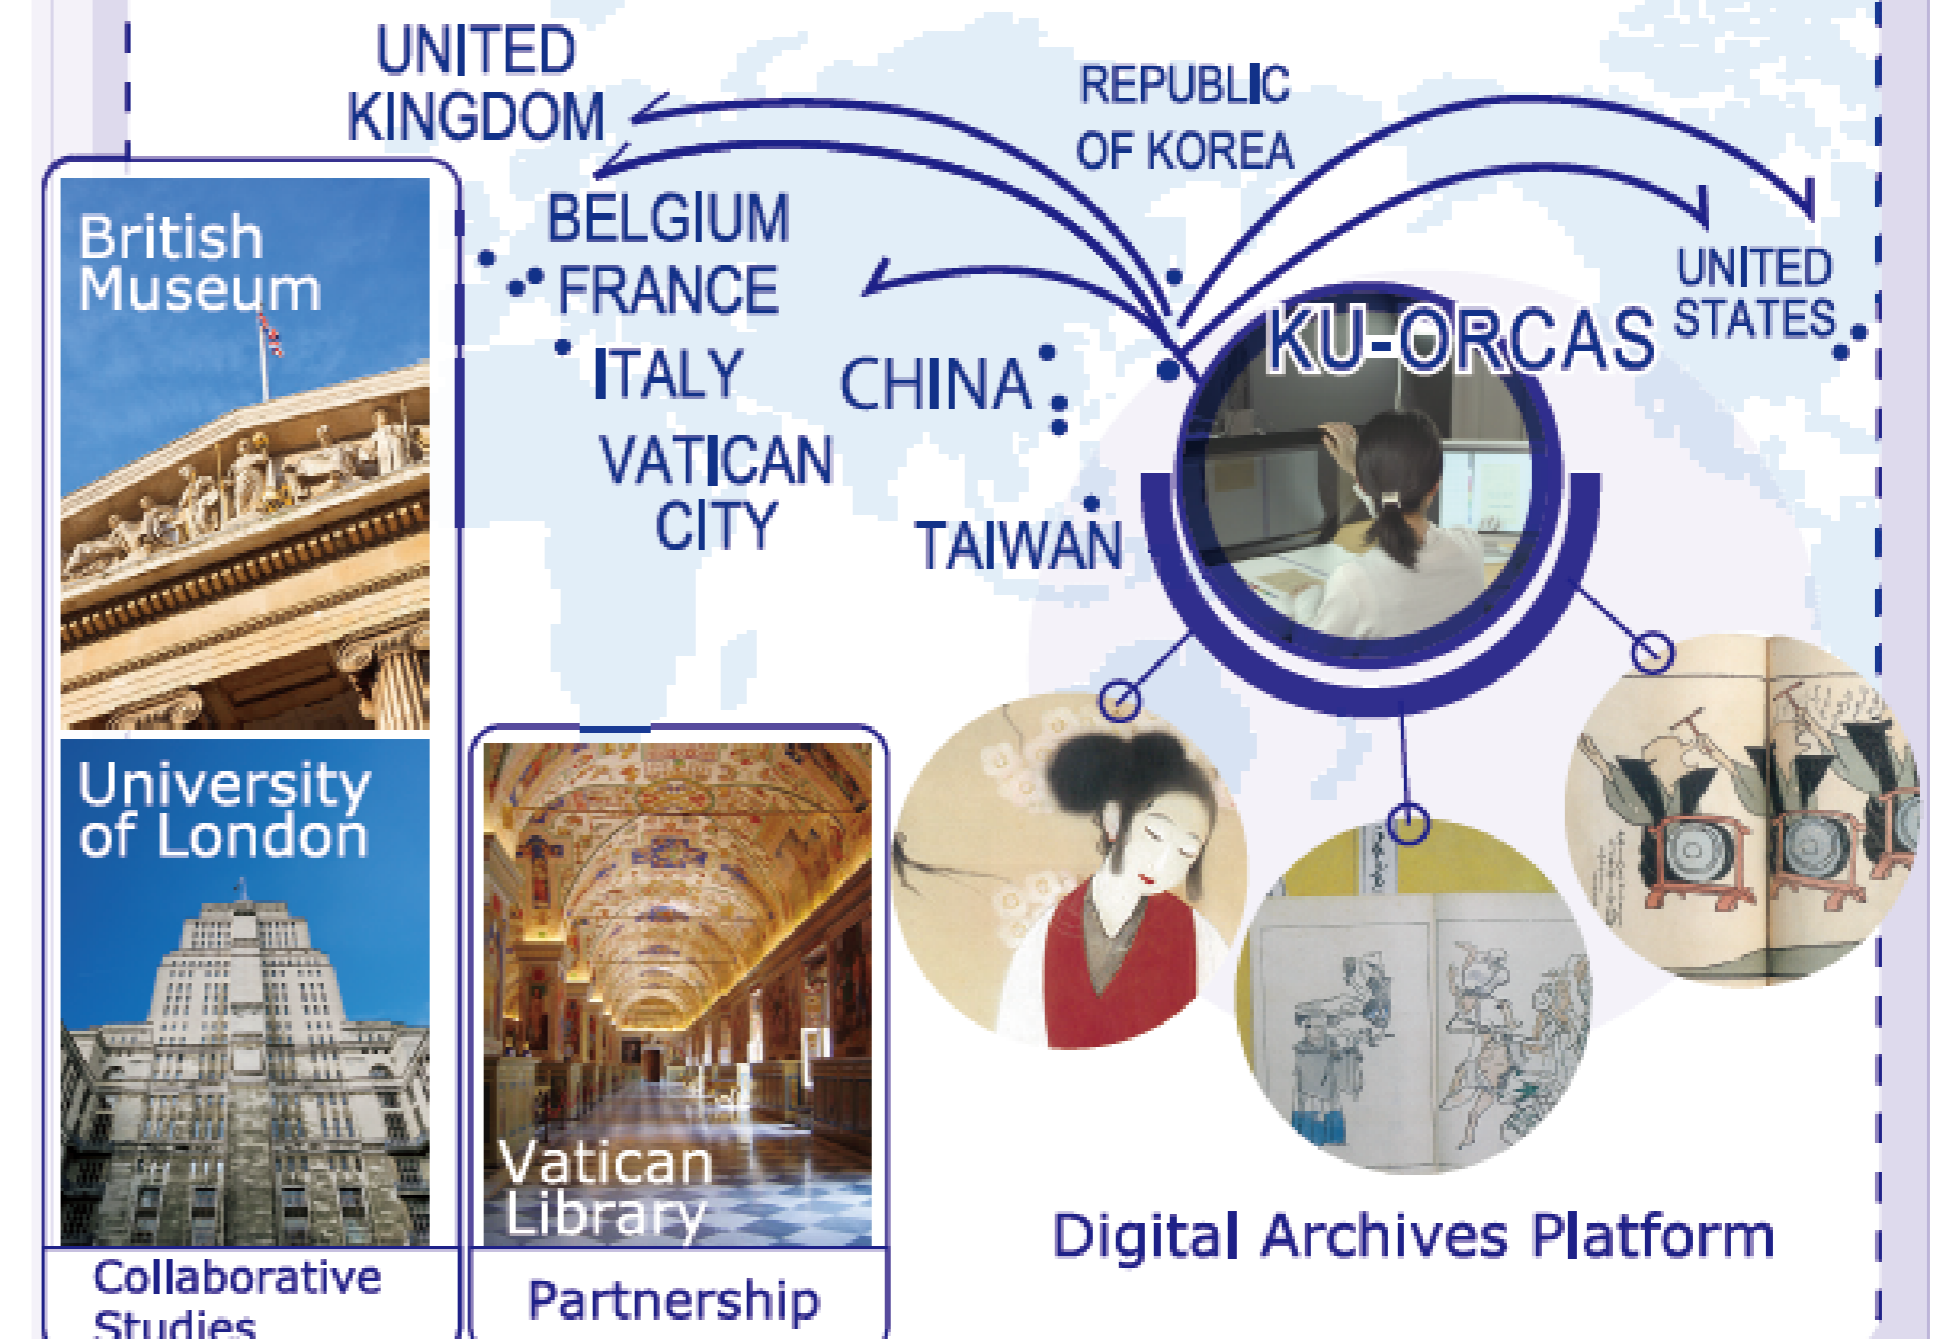 UNITED
KINGDOM
REPUBLIC
OF KOREA
BELGIUM
FRANCE
ITALY
VATICAN
CITY
CHINA
TAIWAN
KU-ORCAS
UNITED
STATES
British
Museum
University
of London
Collaborative
Studies
Vatican
Library
Partnership
Digital Archives Platform